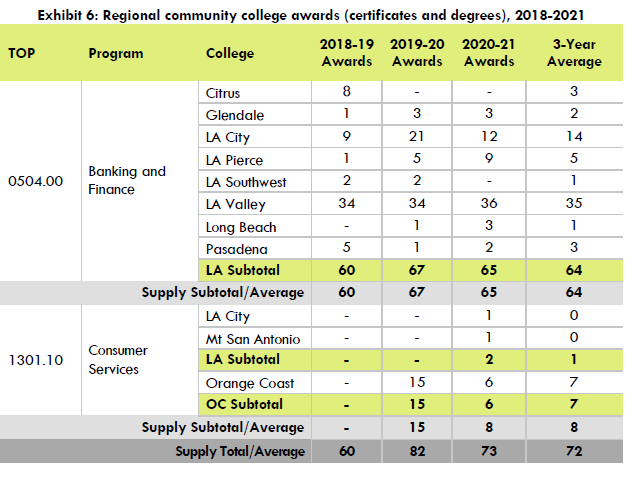 Exhibit 6: Regional community college awards (certificates and degrees), 2018-2021
TOP Program College 2018-19 Awards 2019-20 Awards 2020-21 Awards 3-Year Average
0504.00 Banking and Finance
Citrus 8 - - 3
Glendale 1 3 3 2
LA City 9 21 12 14
LA Pierce 1 5 9 5
LA Southwest 2 2 - 1
LA Valley 34 34 36 35
Long Beach - 1 3 1
Pasadena 5 1 2 3
LA Subtotal 60 67 65 64
Supply Subtotal/Average 60 67 65 64
1301.10 Consumer Services
LA City - - 1 0
Mt San Antonio - - 1 0
LA Subtotal - - 2 1
Orange Coast - 15 6 7
OC Subtotal - 15 6 7
Supply Subtotal/Average - 15 8 8
Supply Total/Average 60 82 73 72